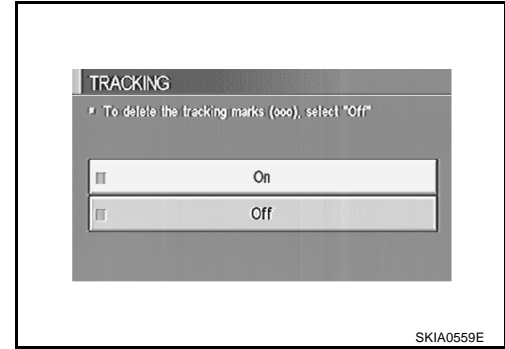 TRACKING
To delete the tracking marks (ooo), select "Off"
On
Off
SKIA0559E